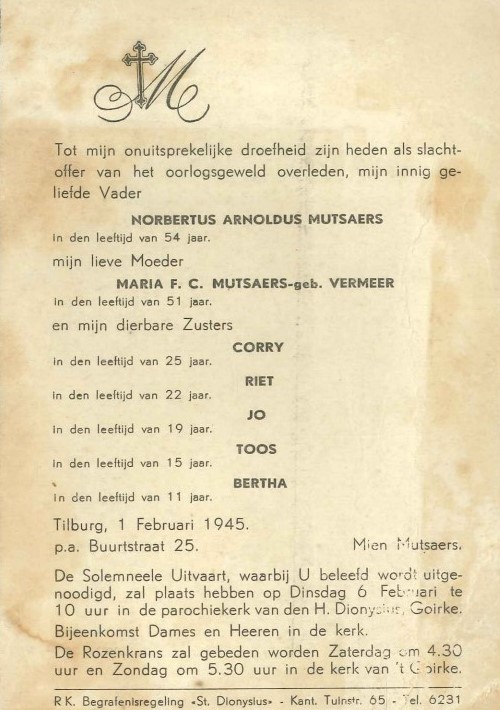 M
Tot mijn onuitsprekelijke droefheid zijn heden als slacht-
offer van het oorlogsgeweld overleden, mijn innig ge-
liefde Vader
NORBERTUS ARNOLDUS MUTSAERS
in den leeftijd van 54 jaar.
mijn lieve Moeder
MARIA F. C. MUTSAERS-geb. VERMEER
in den leeftijd van 51 jaar.
en mijn dierbare Zusters
CORRY
in den leeftijd van 25 jaar.
RIET
in den leeftijd van 22 jaar.
JO
in den leeftijd van 19 jaar.
TOOS
in den leeftijd van 15 jaar.
BERTHA
in den leeftijd van 11 jaar.
Tilburg, 1 Februari 1945.
p.a. Buurtstraat 25. Mien Mutsaers.
De Solemneele Uitvaart, waarbij U beleefd wordt uitge-
noodigd, zal plaats hebben op Dinsdag 6 Februari te
10 uur in de parochiekerk van den H. Dionysius, Goirke.
Bijeenkomst Dames en Heeren in de kerk.
De Rozenkrans zal gebeden worden Zaterdag om 4.30
uur en Zondag om 5.30 uur in de kerk van 't Goirke.
R K. Begrafenisregeling «St. Dionysius» - Kant. Tuinstr. 65 - Tel. 6231